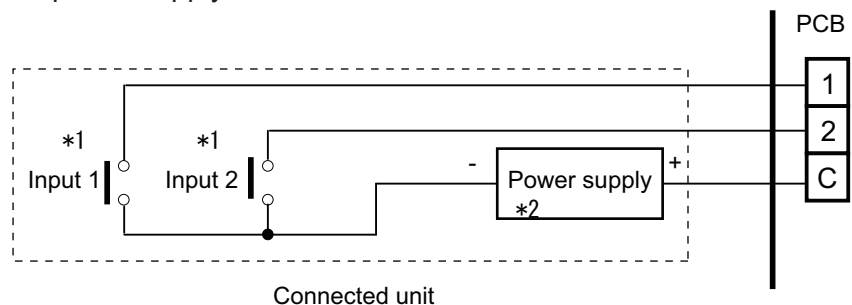 PCB
1
*1 *1 2
- +
Input 1 Input 2 Power supply C
*2
Connected unit